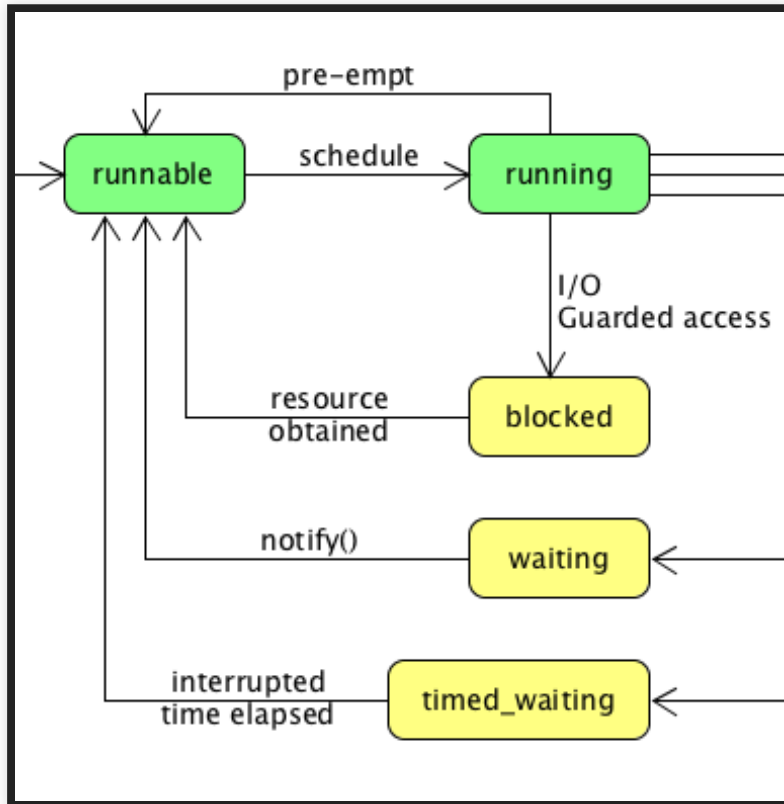 pre-empt
runnable
schedule
running
I/O
Guarded access
resource
obtained
blocked
notify()
waiting
interrupted
time elapsed
timed_waiting